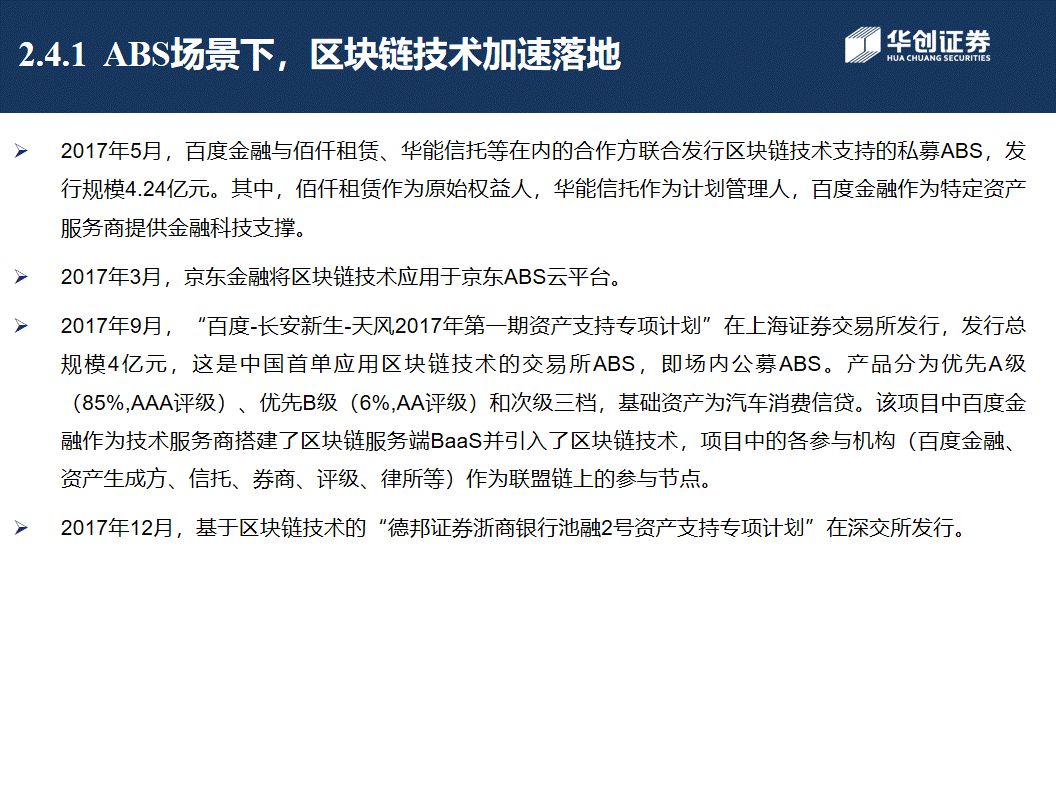 2.4.1 ABS场景下，区块链技术加速落地
华创证券
HUA CHUANG SECURITIES
➢ 2017年5月，百度金融与佰仟租赁、华能信托等在内的合作方联合发行区块链技术支持的私募ABS，发
行规模4.24亿元。其中，佰仟租赁作为原始权益人，华能信托作为计划管理人，百度金融作为特定资产
服务商提供金融科技支撑。
➢ 2017年3月，京东金融将区块链技术应用于京东ABS云平台。
➢ 2017年9月，“百度-长安新生-天风2017年第一期资产支持专项计划”在上海证券交易所发行，发行总
规模4亿元，这是中国首单应用区块链技术的交易所ABS，即场内公募ABS。产品分为优先A级
（85%,AAA评级）、优先B级（6%,AA评级）和次级三档，基础资产为汽车消费信贷。该项目中百度金
融作为技术服务商搭建了区块链服务端BaaS并引入了区块链技术，项目中的各参与机构（百度金融、
资产生成方、信托、券商、评级、律所等）作为联盟链上的参与节点。
➢ 2017年12月，基于区块链技术的“德邦证券浙商银行池融2号资产支持专项计划”在深交所发行。